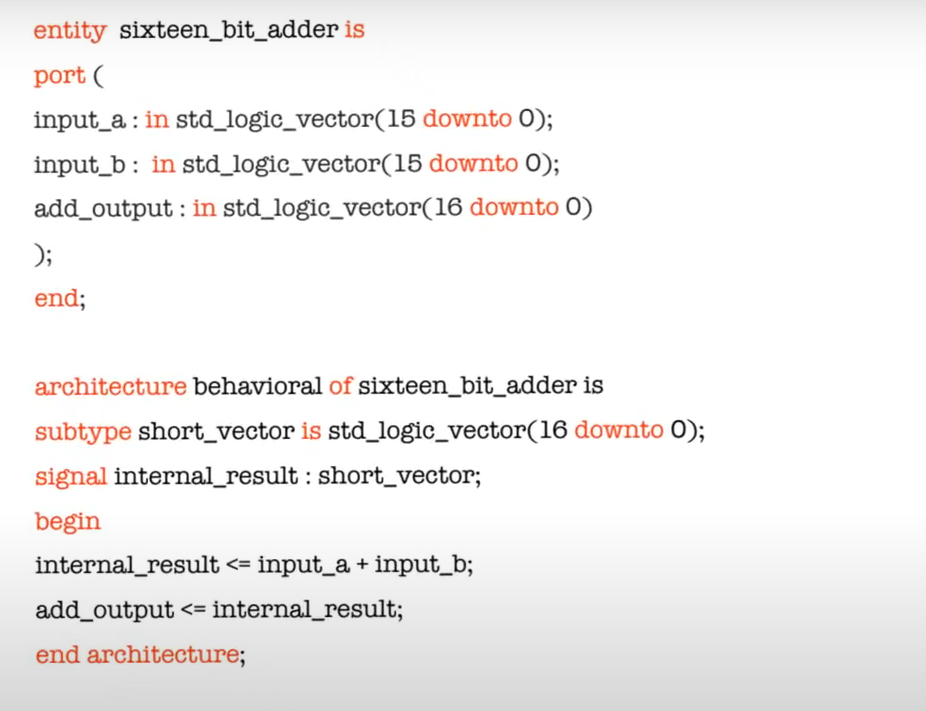 entity sixteen_bit_adder is
port (
input_a : in std_logic_vector(15 downto 0);
input_b : in std_logic_vector(15 downto 0);
add_output : in std_logic_vector(16 downto 0)
);
end;
architecture behavioral of sixteen_bit_adder is
subtype short_vector is std_logic_vector(16 downto 0);
signal internal_result : short_vector;
begin
internal_result <= input_a + input_b;
add_output <= internal_result;
end architecture;